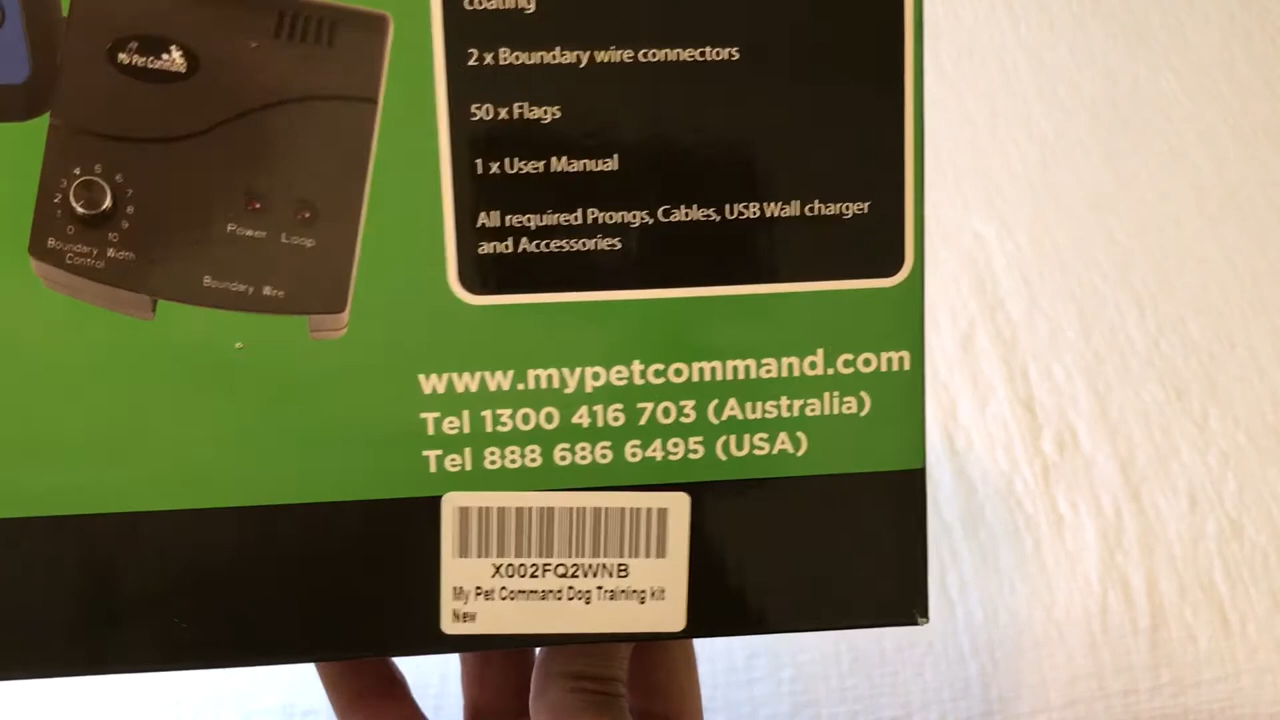 My Pet Command
4 5 6
3 7
2 8
1 9
0 10
Boundary Width
Control
Power Loop
Boundary Wire
coating
2 x Boundary wire connectors
50 x Flags
1 x User Manual
All required Prongs, Cables, USB Wall charger
and Accessories
www.mypetcommand.com
Tel 1300 416 703 (Australia)
Tel 888 686 6495 (USA)
X002FQ2WNB
My Pet Command Dog Training kit
New